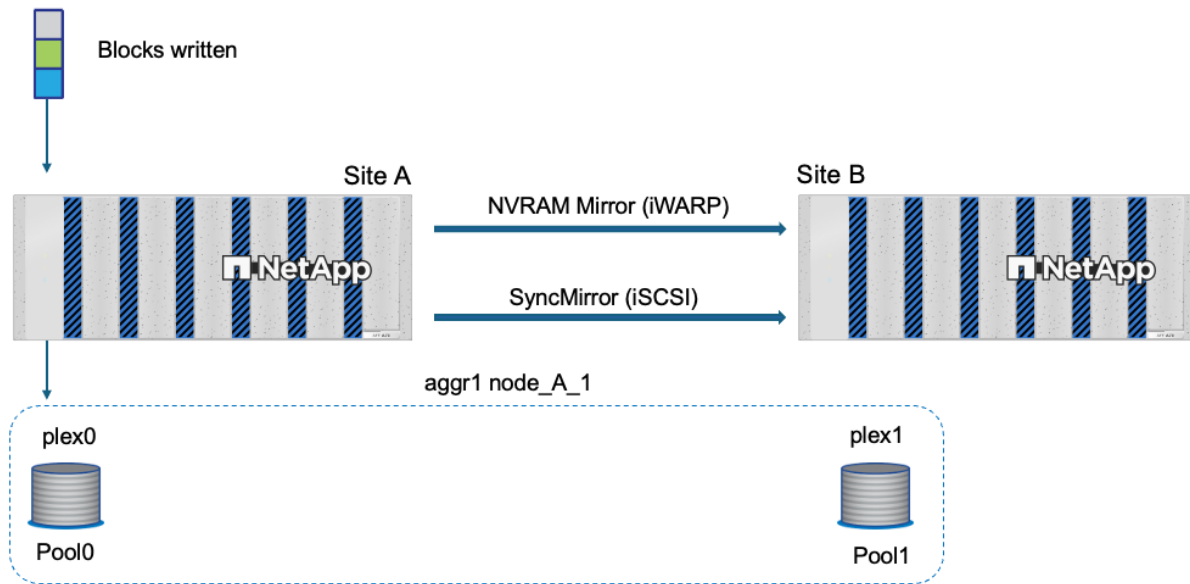 Blocks written
Site A
Site B
NVRAM Mirror (iWARP)
NetApp
NetApp
SyncMirror (iSCSI)
aggr1 node_A_1
plex0
plex1
Pool0
Pool1